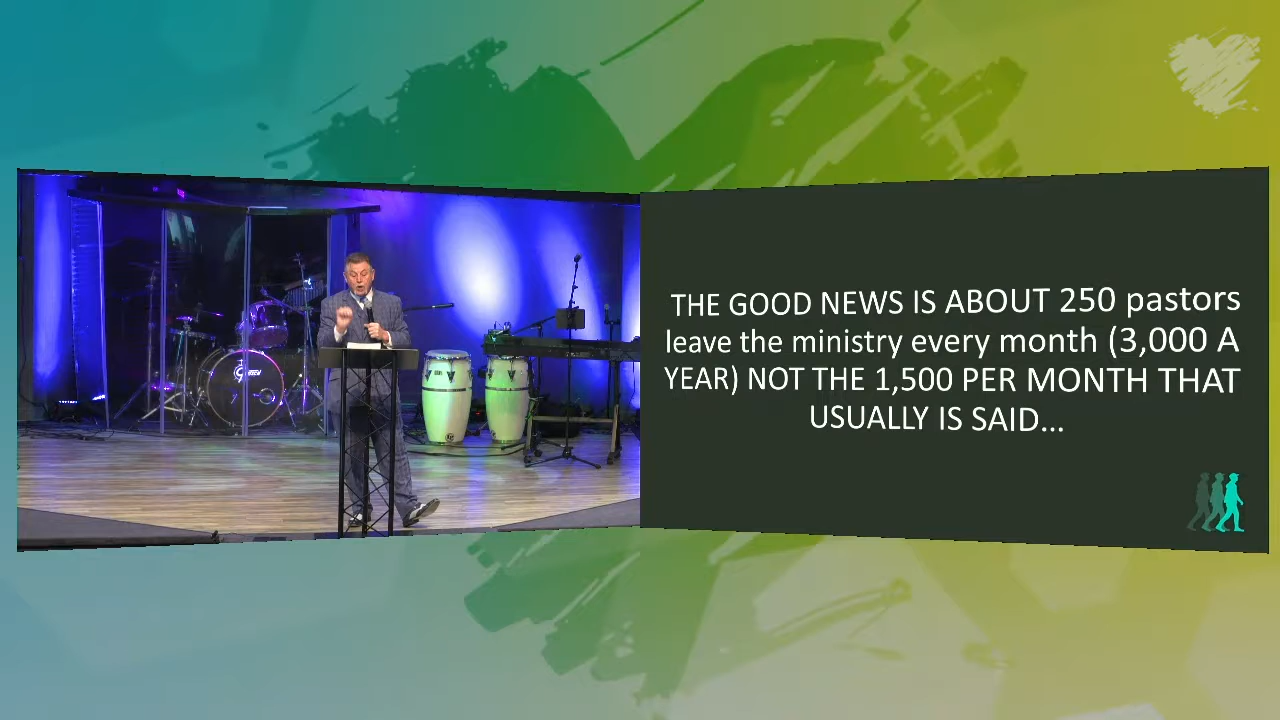 THE GOOD NEWS IS ABOUT 250 pastors
leave the ministry every month (3,000 A
YEAR) NOT THE 1,500 PER MONTH THAT
USUALLY IS SAID...